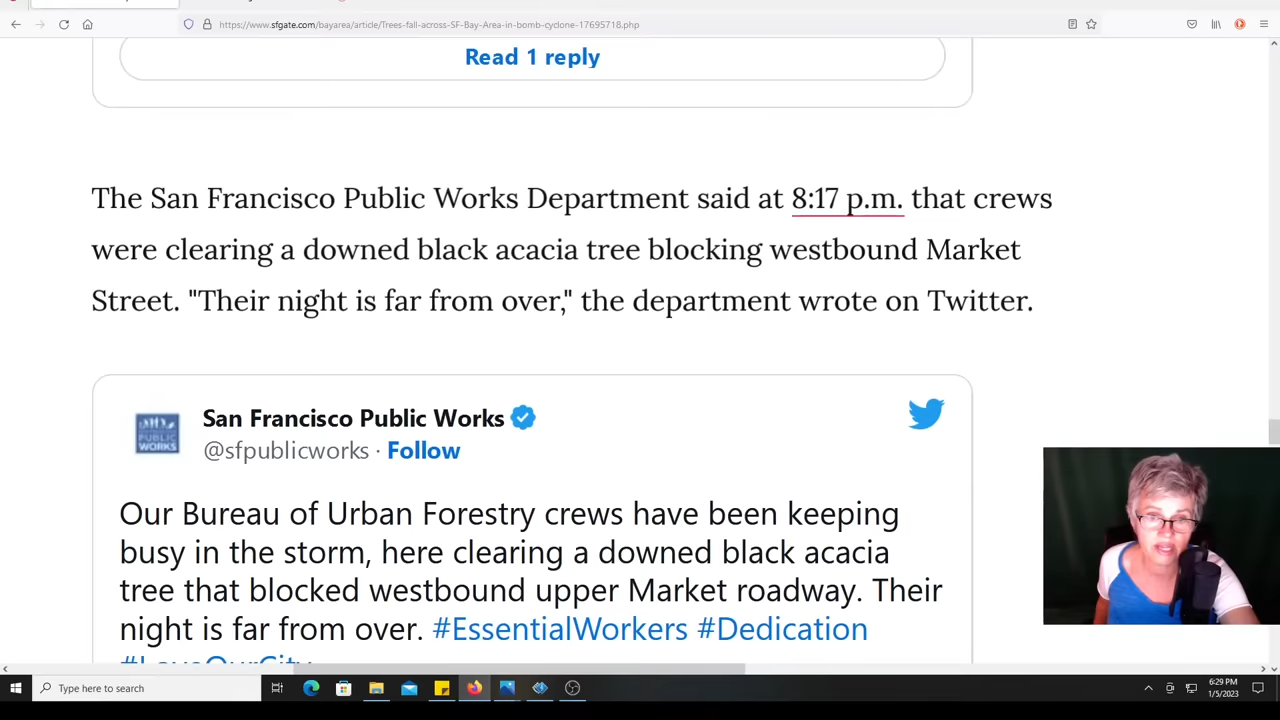 https://www.sfgate.com/bayarea/article/Trees-fall-across-SF-Bay-Area-in-bomb-cyclone-17695718.php
Read 1 reply
The San Francisco Public Works Department said at 8:17 p.m. that crews
were clearing a downed black acacia tree blocking westbound Market
Street. "Their night is far from over," the department wrote on Twitter.
PUBLIC
WORKS
San Francisco Public Works
@sfpublicworks · Follow
Our Bureau of Urban Forestry crews have been keeping
busy in the storm, here clearing a downed black acacia
tree that blocked westbound upper Market roadway. Their
night is far from over. #EssentialWorkers #Dedication
#LoveOurCity
Type here to search
6:29 PM
1/5/2023